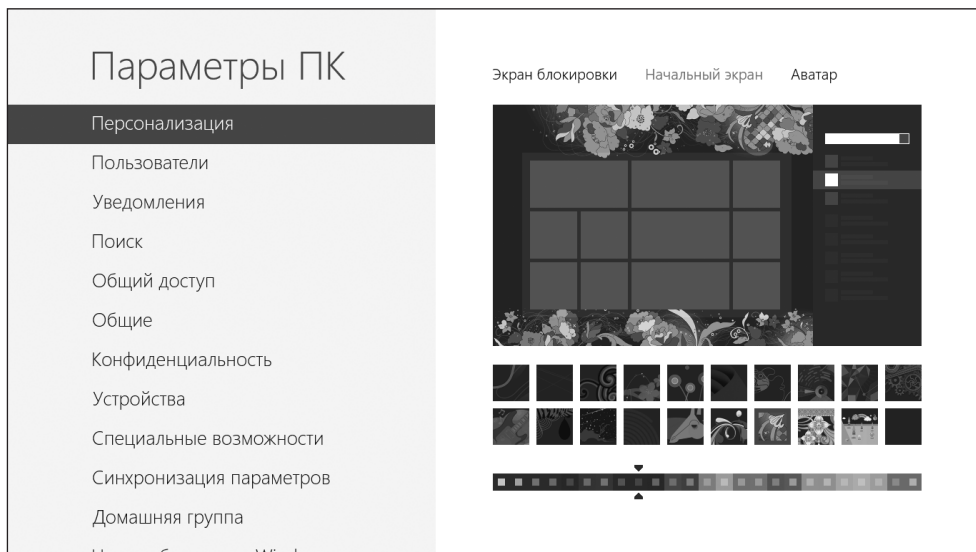 Параметры ПК
Персонализация
Пользователи
Уведомления
Поиск
Общий доступ
Общие
Конфиденциальность
Устройства
Специальные возможности
Синхронизация параметров
Домашняя группа
Экран блокировки Начальный экран Аватар